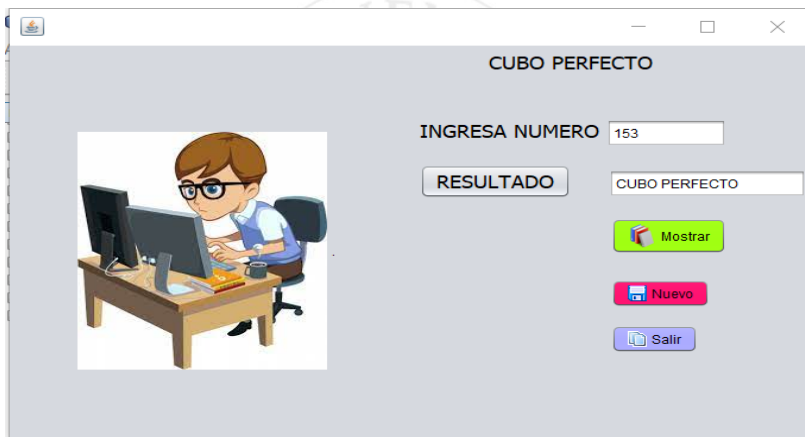 CUBO PERFECTO
INGRESA NUMERO 153
RESULTADO CUBO PERFECTO
Mostrar
Nuevo
Salir